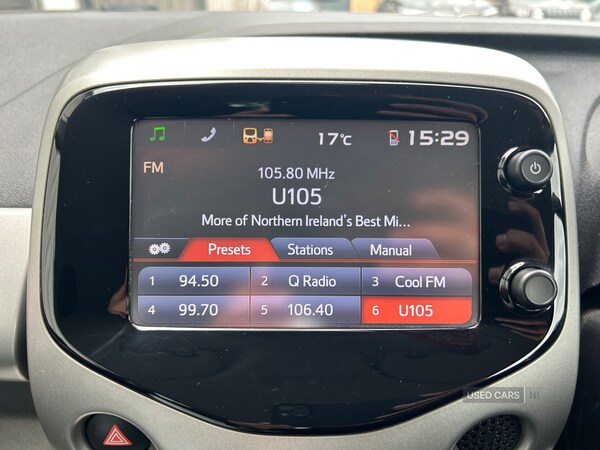 17°C
15:29
FM
105.80 MHz
U105
More of Northern Ireland's Best Mi...
Presets Stations Manual
1 94.50 2 Q Radio 3 Cool FM
4 99.70 5 106.40 6 U105
USED CARS NI